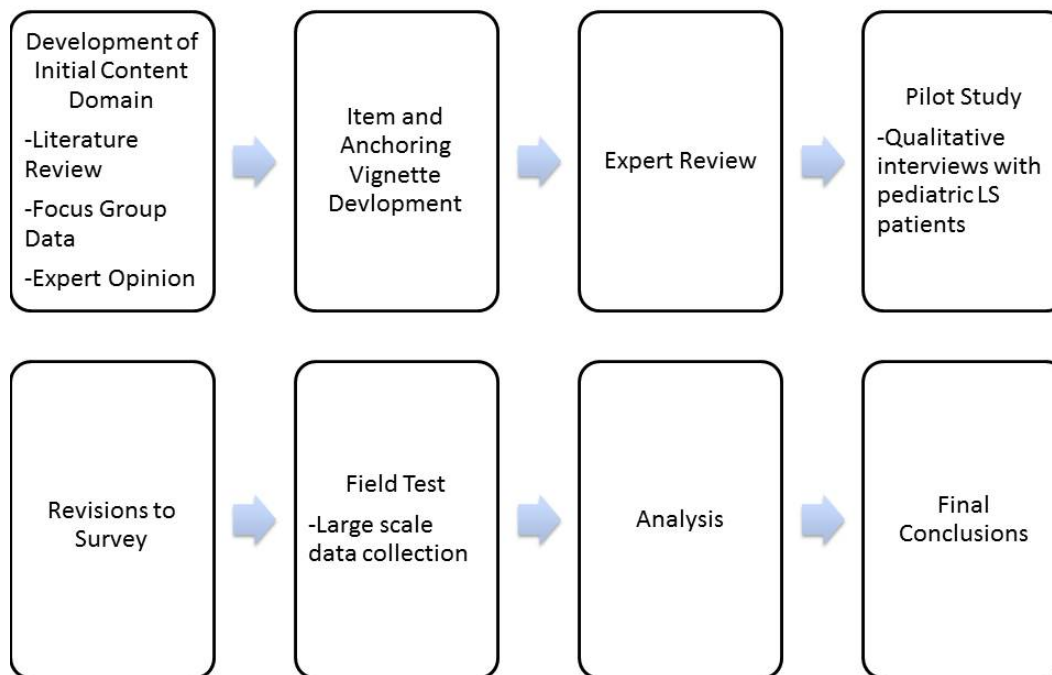 Development of
Initial Content
Domain
-Literature
Review
-Focus Group
Data
-Expert Opinion
Item and
Anchoring
Vignette
Devlopment
Expert Review
Pilot Study
-Qualitative
interviews with
pediatric LS
patients
Revisions to
Survey
Field Test
-Large scale
data collection
Analysis
Final
Conclusions